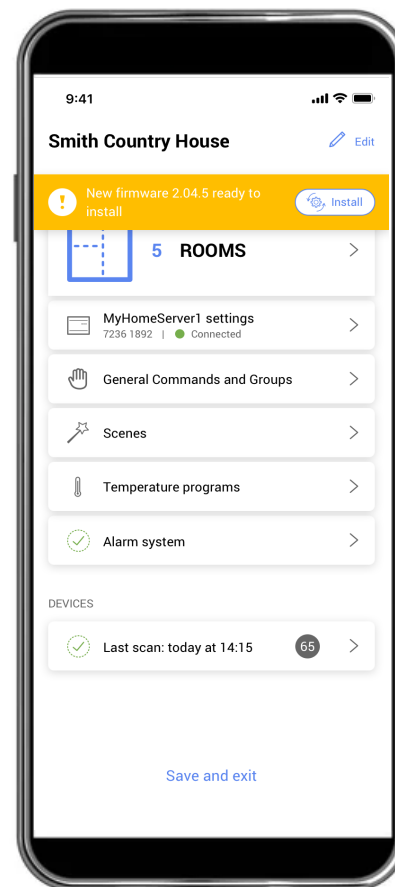 9:41
Smith Country House
Edit
New firmware 2.04.5 ready to
install
Install
5 ROOMS
MyHomeServer1 settings
7236 1892 | Connected
General Commands and Groups
Scenes
Temperature programs
Alarm system
DEVICES
Last scan: today at 14:15 65
Save and exit